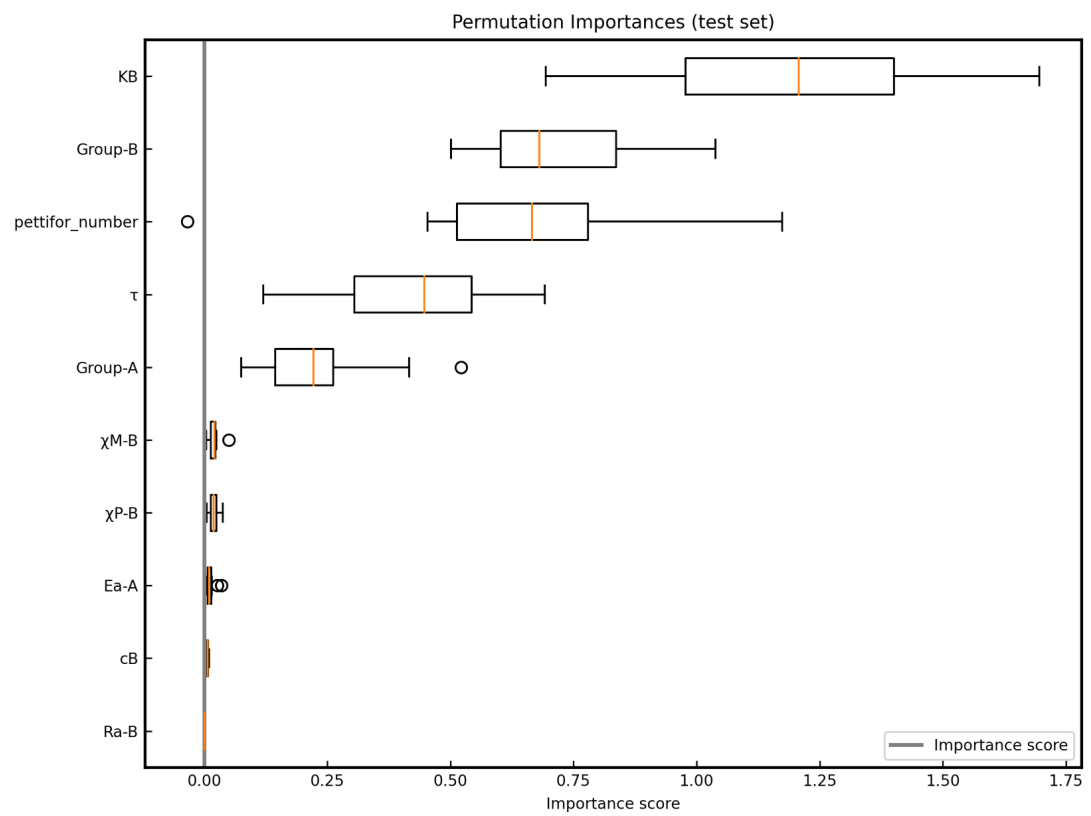 Permutation Importances (test set)
KB
Group-B
pettifor_number
τ
Group-A
χM-B
χP-B
Ea-A
cB
Ra-B
Importance score
0.00 0.25 0.50 0.75 1.00 1.25 1.50 1.75
Importance score